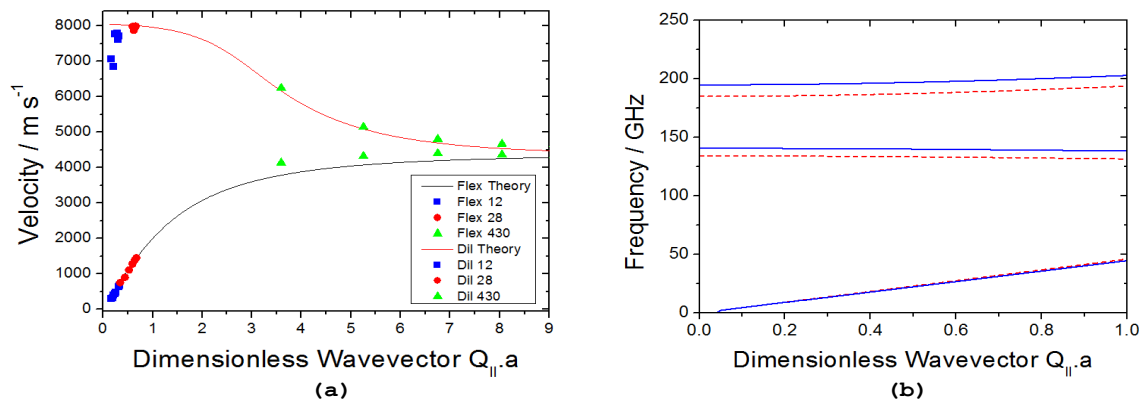 8000
7000
6000
5000
4000
3000
2000
1000
0
Velocity / m s⁻¹
Flex Theory
Flex 12
Flex 28
Flex 430
Dil Theory
Dil 12
Dil 28
Dil 430
0 1 2 3 4 5 6 7 8 9
Dimensionless Wavevector Q||.a
(a)
250
200
150
100
50
0
Frequency / GHz
0.0 0.2 0.4 0.6 0.8 1.0
Dimensionless Wavevector Q||.a
(b)